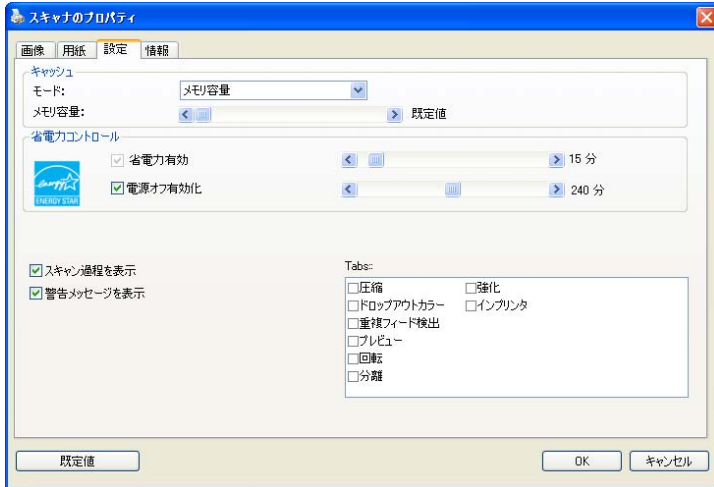 スキャナのプロパティ
画像 用紙 設定 情報
キャッシュ
モード: メモリ容量
メモリ容量: 既定値
省電力コントロール
省電力有効 15 分
energy
ENERGY STAR
電源オフ有効化 240 分
スキャン過程を表示
警告メッセージを表示
Tabs::
圧縮 強化
ドロップアウトカラー インプリンタ
重複フィード検出
プレビュー
回転
分離
既定値 OK キャンセル